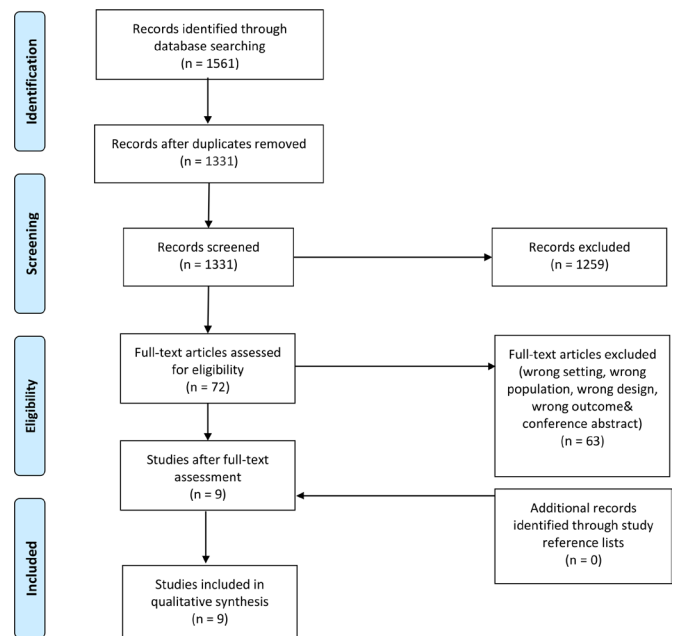 Identification
Records identified through
database searching
(n = 1561)
Records after duplicates removed
(n = 1331)
Screening
Records screened
(n = 1331)
Records excluded
(n = 1259)
Eligibility
Full-text articles assessed
for eligibility
(n = 72)
Full-text articles excluded
(wrong setting, wrong
population, wrong design,
wrong outcome&
conference abstract)
(n = 63)
Studies after full-text
assessment
(n = 9)
Included
Additional records
identified through study
reference lists
(n = 0)
Studies included in
qualitative synthesis
(n = 9)